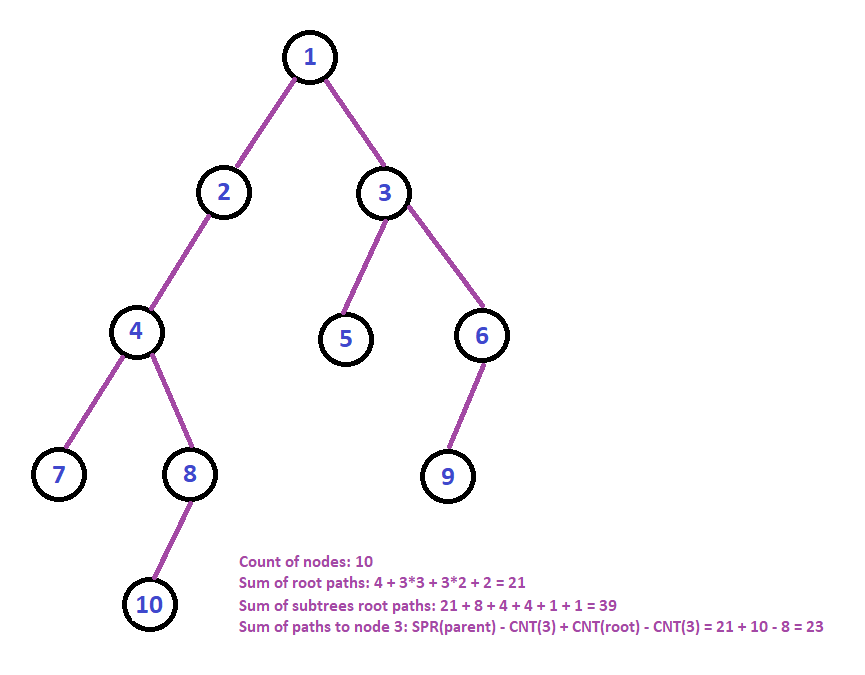 1
2
3
4
5
6
7
8
9
10
Count of nodes: 10
Sum of root paths: 4 + 3*3 + 3*2 + 2 = 21
Sum of subtrees root paths: 21 + 8 + 4 + 4 + 1 + 1 = 39
Sum of paths to node 3: SPR(parent) - CNT(3) + CNT(root) - CNT(3) = 21 + 10 - 8 = 23